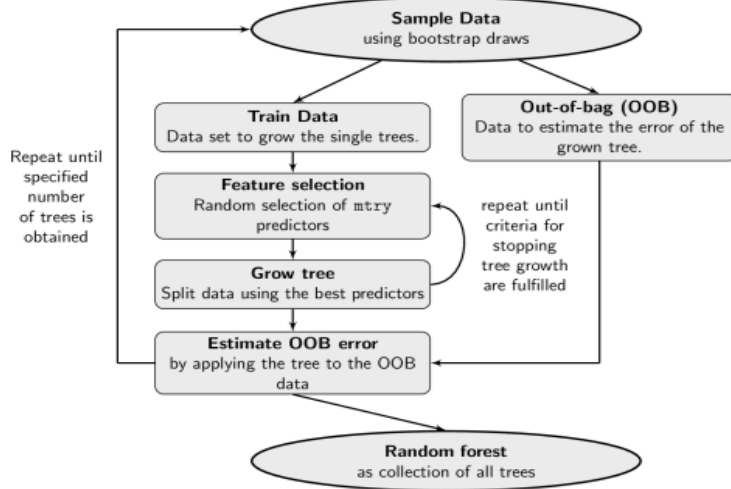 Sample Data
using bootstrap draws
Train Data
Data set to grow the single trees.
Out-of-bag (OOB)
Data to estimate the error of the
grown tree.
Repeat until
specified
number
of trees is
obtained
Feature selection
Random selection of mtry
predictors
repeat until
criteria for
stopping
tree growth
are fulfilled
Grow tree
Split data using the best predictors
Estimate OOB error
by applying the tree to the OOB
data
Random forest
as collection of all trees